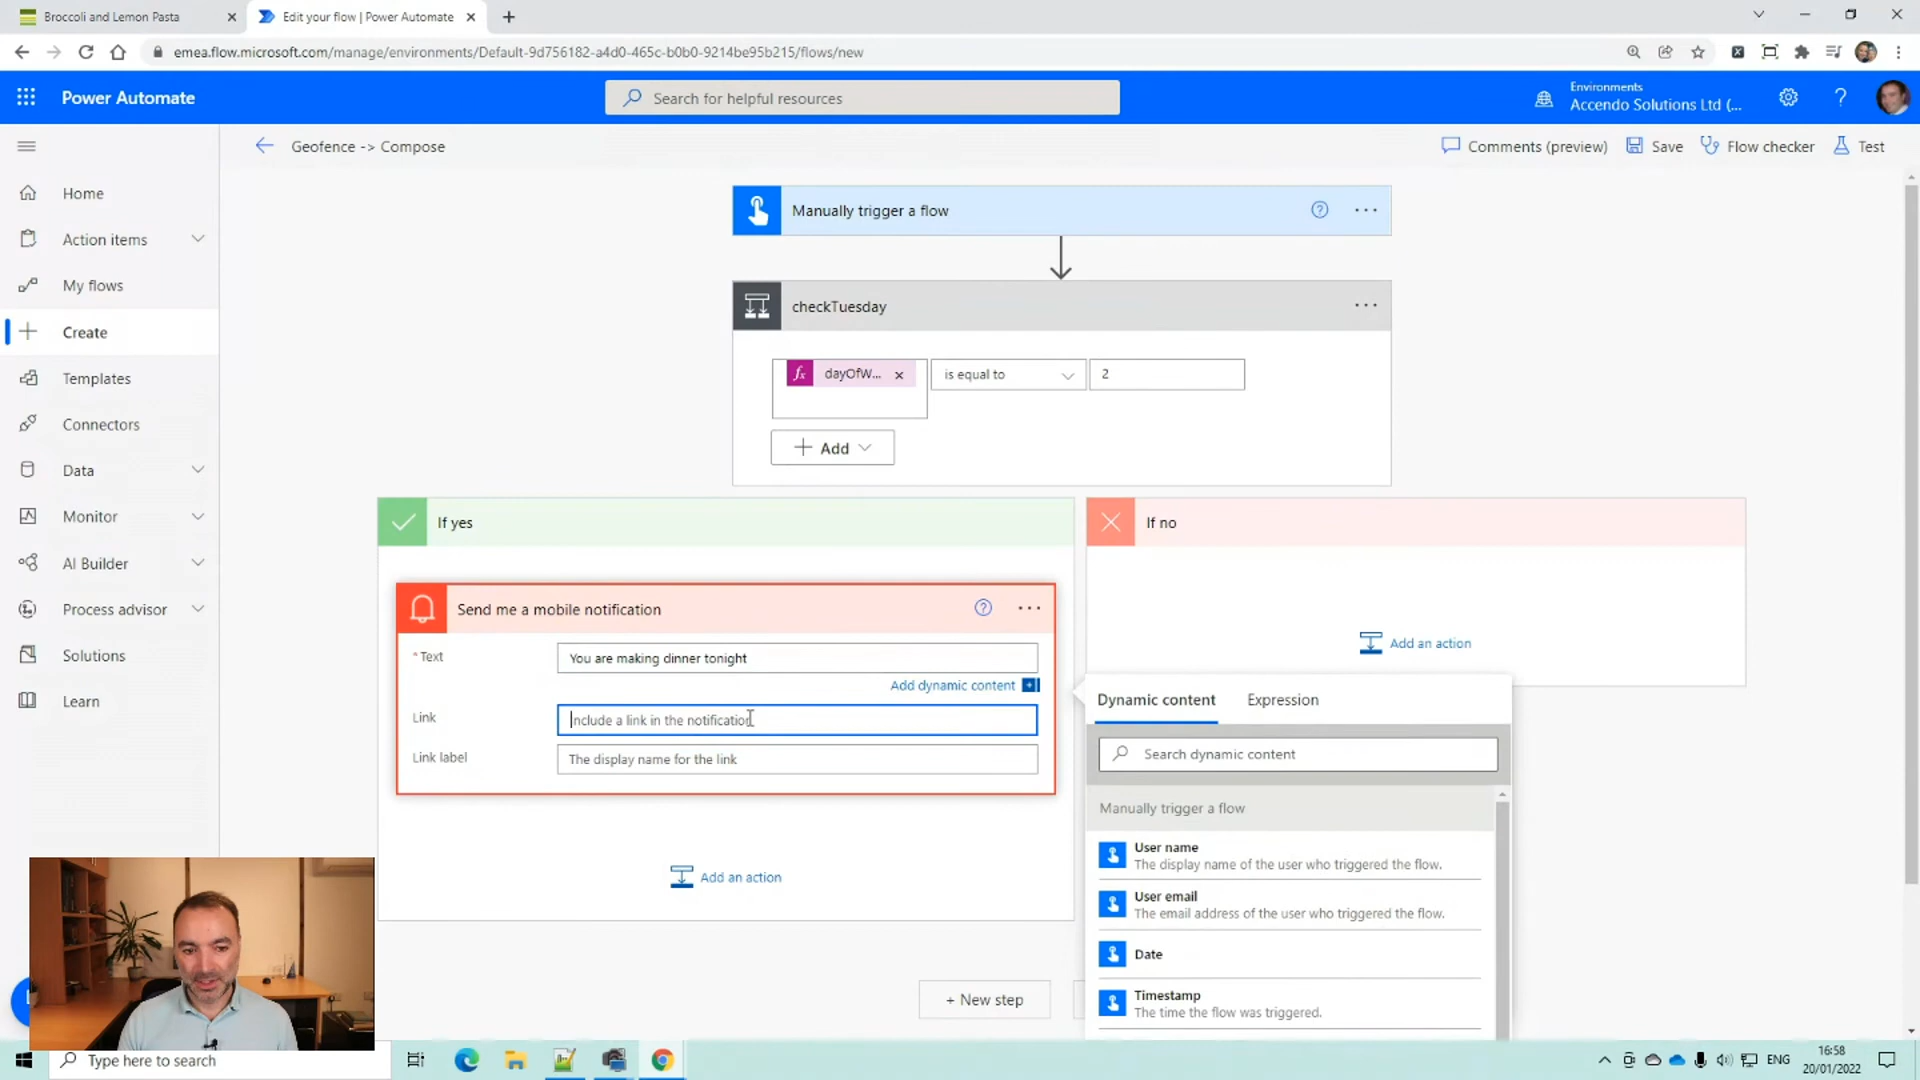 Broccoli and Lemon Pasta
Edit your flow | Power Automate
emea.flow.microsoft.com/manage/environments/Default-9d756182-a4d0-465c-b0b0-9214be95b215/flows/new
Power Automate
Search for helpful resources
Environments
Accendo Solutions Ltd (...
Geofence -> Compose
Comments (preview)
Save
Flow checker
Test
Home
Action items
My flows
Create
Templates
Connectors
Data
Monitor
AI Builder
Process advisor
Solutions
Learn
Manually trigger a flow
checkTuesday
fx dayOfW...
is equal to
2
Add
If yes
If no
Send me a mobile notification
* Text
You are making dinner tonight
Add dynamic content
Link
Include a link in the notification
Link label
The display name for the link
Add an action
Add an action
Dynamic content
Expression
Search dynamic content
Manually trigger a flow
User name
The display name of the user who triggered the flow.
User email
The email address of the user who triggered the flow.
Date
Timestamp
The time the flow was triggered.
+ New step
Type here to search
ENG
16:58
20/01/2022